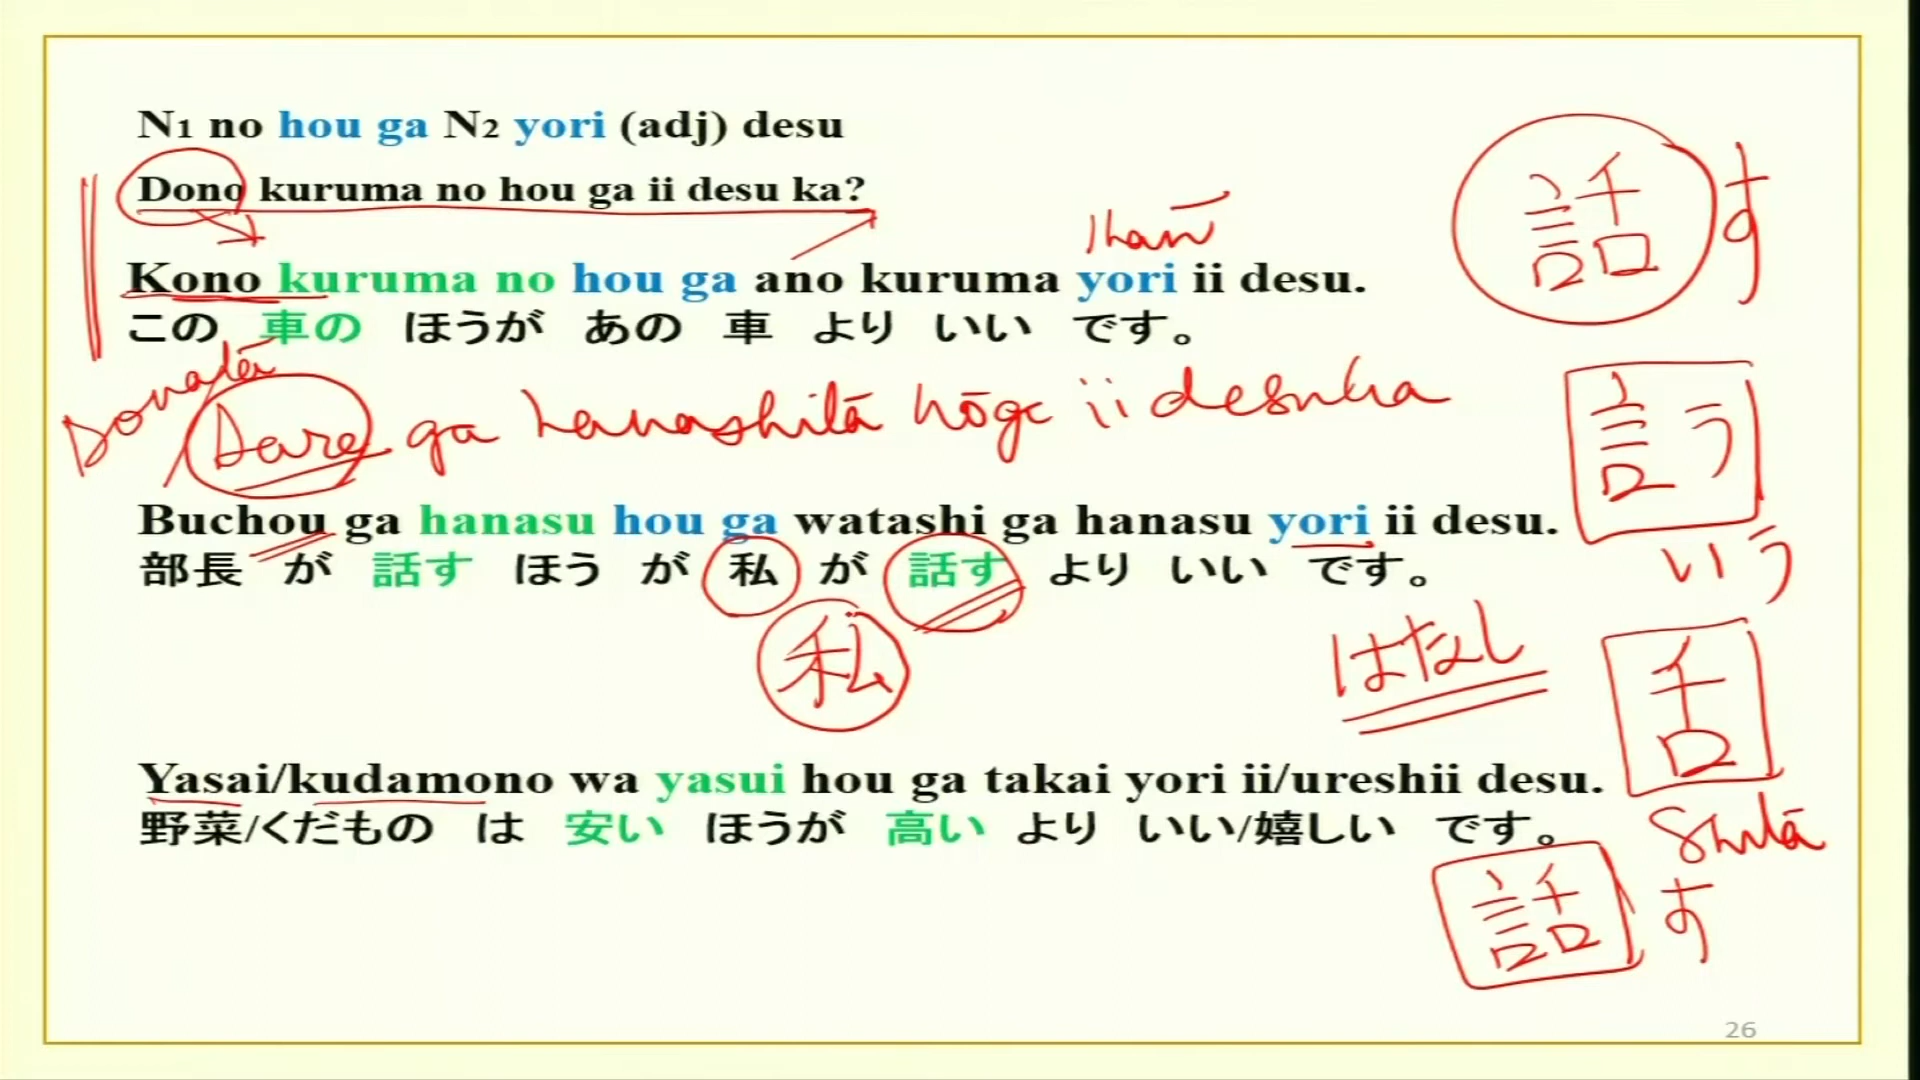 N1 no hou ga N2 yori (adj) desu
Dono kuruma no hou ga ii desu ka?
than
Kono kuruma no hou ga ano kuruma yori ii desu.
この 車の ほうが あの 車 より いい です。
Donata
Dare ga hanashita hōga ii desuka
Buchou ga hanasu hou ga watashi ga hanasu yori ii desu.
部長 が 話す ほう が 私 が 話す より いい です。
私
はなし
Yasai/kudamono wa yasui hou ga takai yori ii/ureshii desu.
野菜/くだもの は 安い ほうが 高い より いい/嬉しい です。
話す
言う
いう
舌
Shita
話す
26